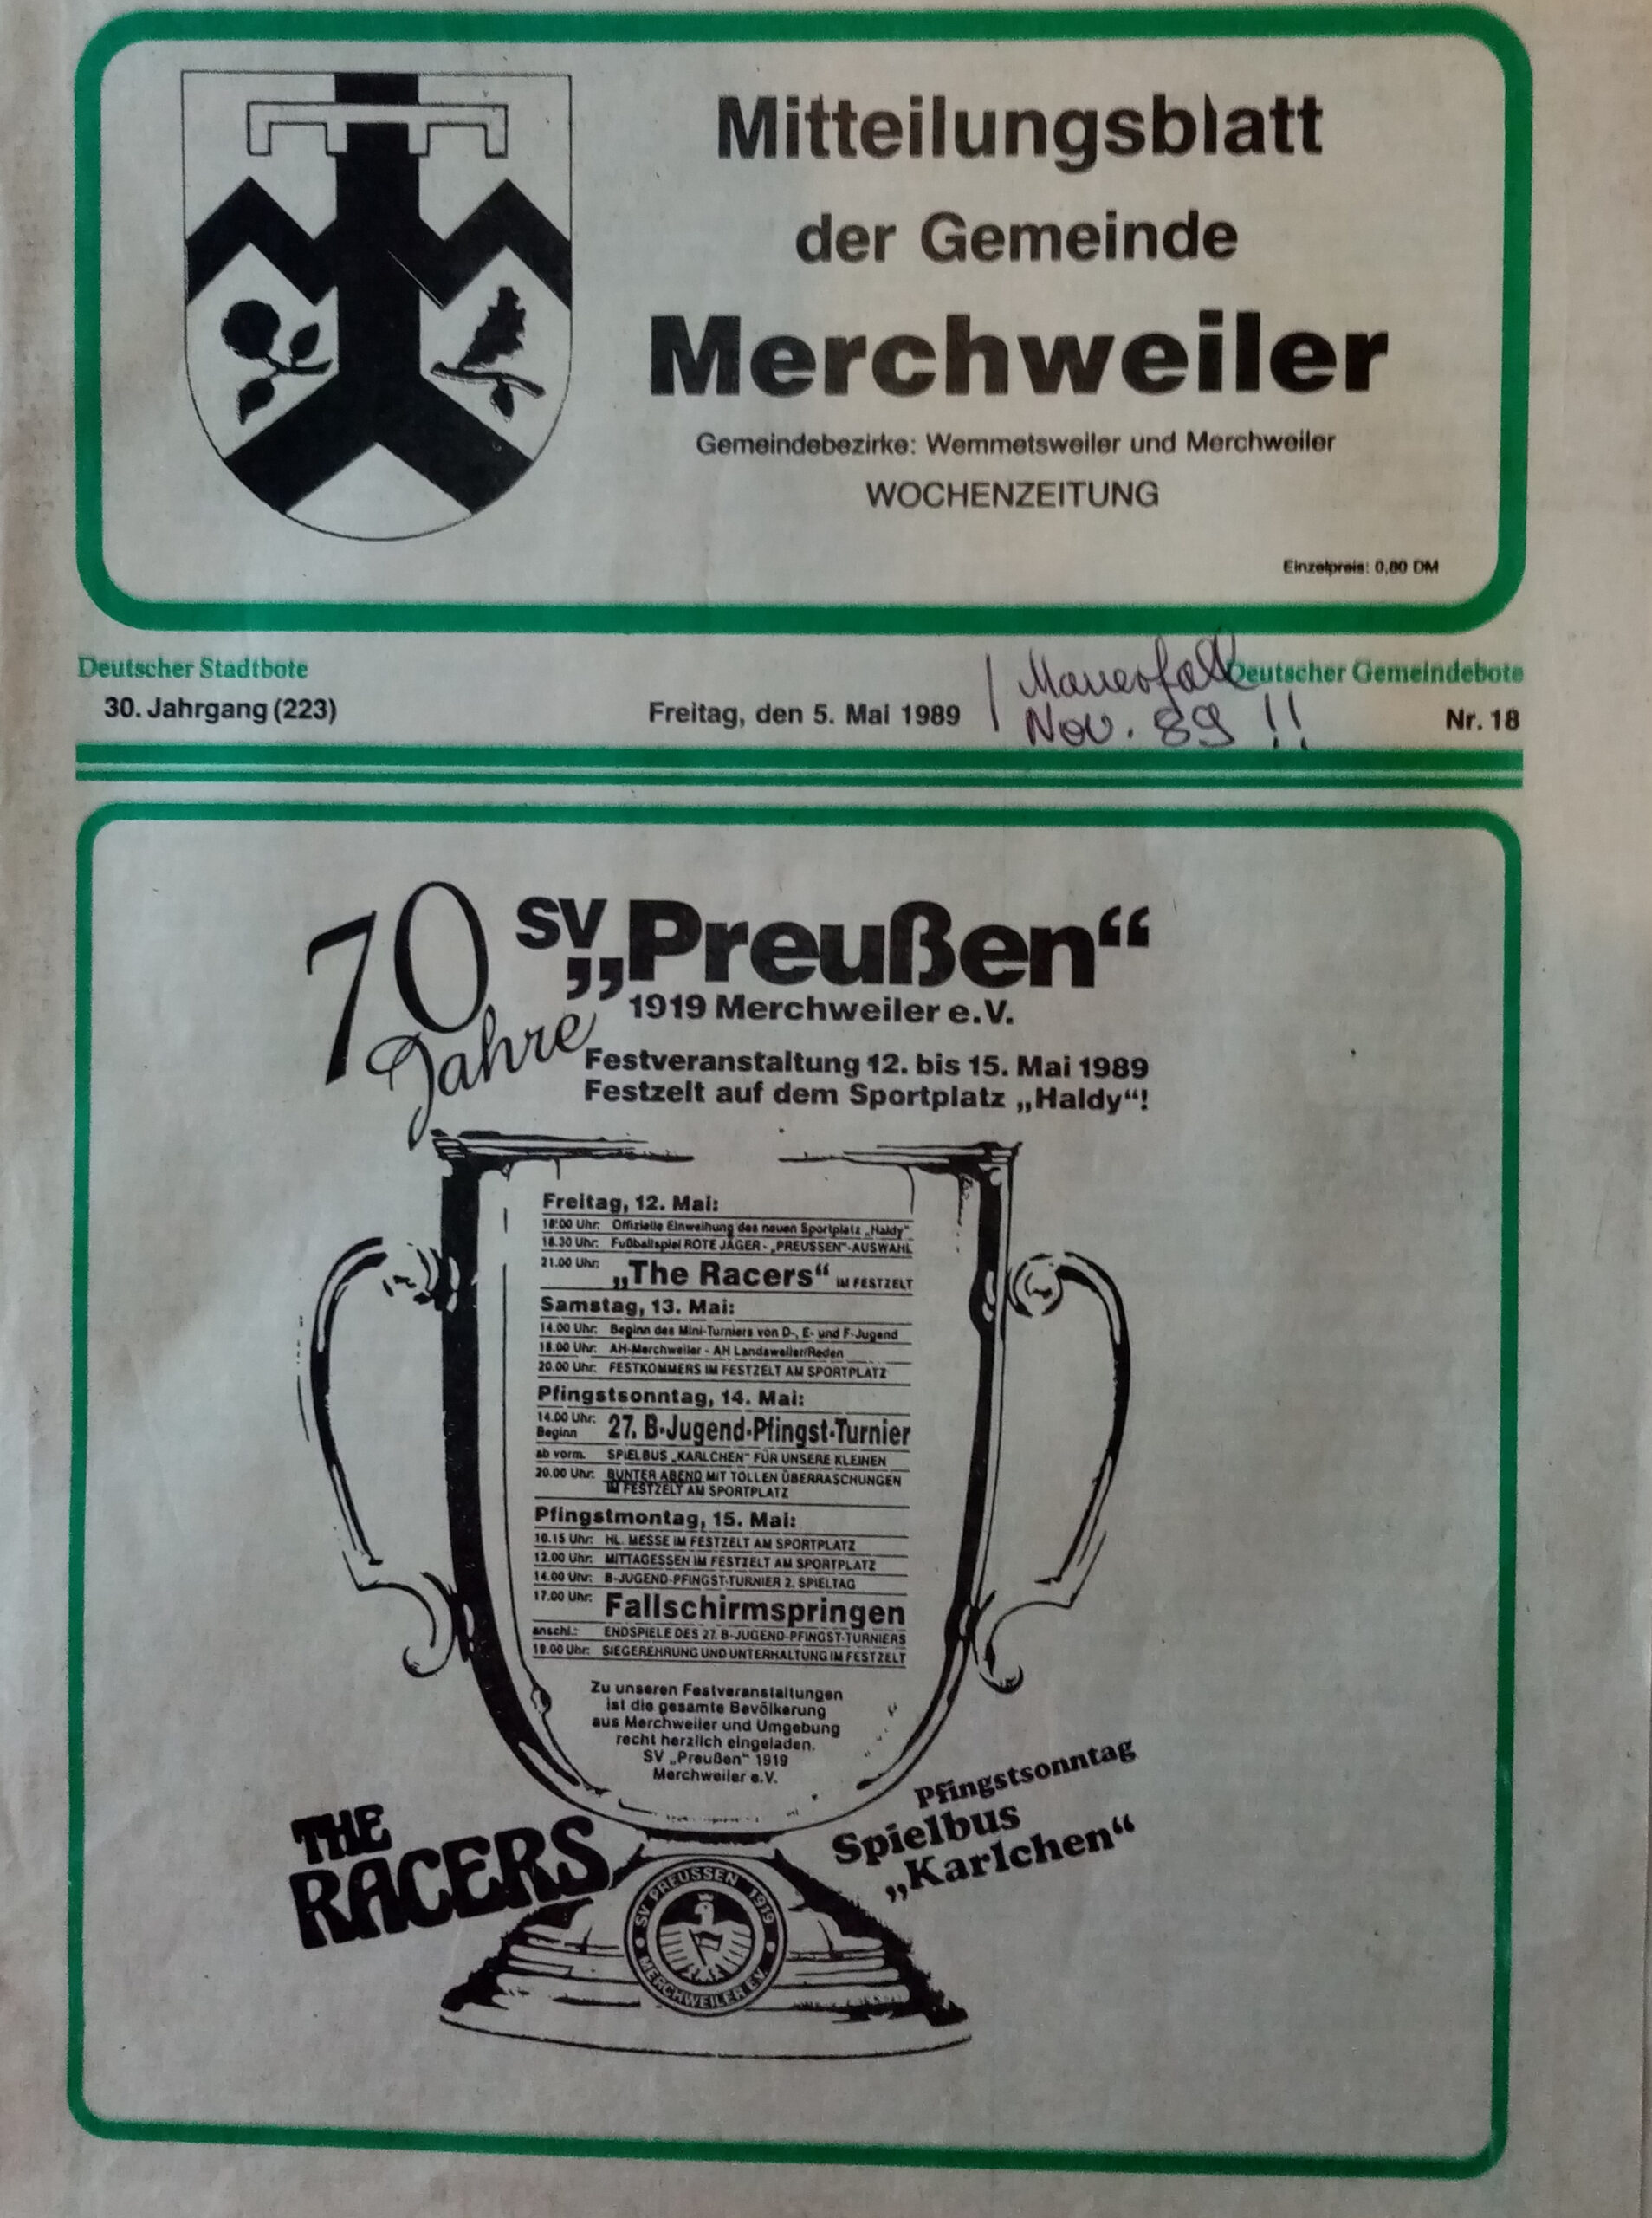 Mitteilungsblatt
der Gemeinde
Merchweiler
Gemeindebezirke: Wemmetsweiler und Merchweiler
WOCHENZEITUNG
Einzelpreis: 0,80 DM
Deutscher Stadtbote
Mauerfall
Deutscher Gemeindebote
30. Jahrgang (223)
Freitag, den 5. Mai 1989
Nov. 89 !!
Nr. 18
70 Jahre
SV „Preußen“
1919 Merchweiler e.V.
Festveranstaltung 12. bis 15. Mai 1989
Festzelt auf dem Sportplatz „Haldy“!
Freitag, 12. Mai:
18:00 Uhr: Offizielle Einweihung des neuen Sportplatz „Haldy“
18.30 Uhr: Fußballspiel ROTE JÄGER - „PREUSSEN“-AUSWAHL
21.00 Uhr: „The Racers“ IM FESTZELT
Samstag, 13. Mai:
14.00 Uhr: Beginn des Mini-Turniers von D-, E- und F-Jugend
18.00 Uhr: AH-Merchweiler - AH Landsweiler/Reden
20.00 Uhr: FESTKOMMERS IM FESTZELT AM SPORTPLATZ
Pfingstsonntag, 14. Mai:
14.00 Uhr: 27. B-Jugend-Pfingst-Turnier
Beginn
ab vorm. SPIELBUS „KARLCHEN“ FÜR UNSERE KLEINEN
20.00 Uhr: BUNTER ABEND MIT TOLLEN ÜBERRASCHUNGEN
IM FESTZELT AM SPORTPLATZ
Pfingstmontag, 15. Mai:
10.15 Uhr: HL. MESSE IM FESTZELT AM SPORTPLATZ
12.00 Uhr: MITTAGESSEN IM FESTZELT AM SPORTPLATZ
14.00 Uhr: B-JUGEND-PFINGST-TURNIER 2. SPIELTAG
17.00 Uhr: Fallschirmspringen
anschl.: ENDSPIELE DES 27. B-JUGEND-PFINGST-TURNIERS
19.00 Uhr: SIEGEREHRUNG UND UNTERHALTUNG IM FESTZELT
Zu unseren Festveranstaltungen
ist die gesamte Bevölkerung
aus Merchweiler und Umgebung
recht herzlich eingeladen.
SV „Preußen“ 1919
Merchweiler e.V.
THE
RACERS
Pfingstsonntag
Spielbus
„Karlchen“
SV PREUSSEN 1919
MERCHWEILER E.V.